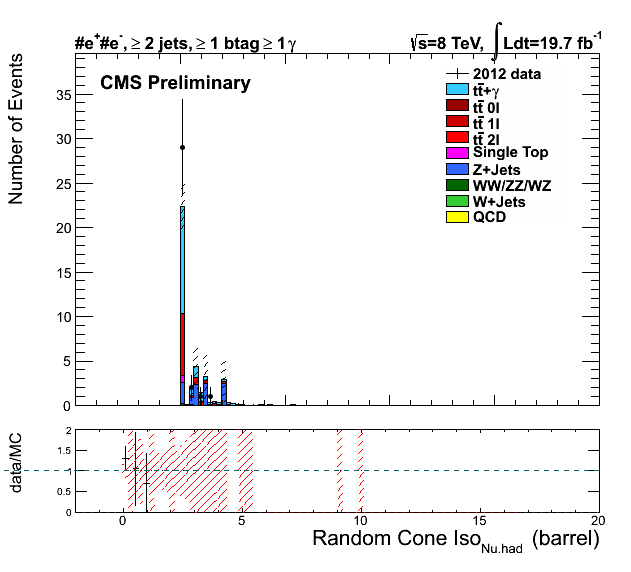 #e⁺#e⁻, ≥ 2 jets, ≥ 1 btag ≥ 1 γ
√s=8 TeV, ∫ Ldt=19.7 fb⁻¹
CMS Preliminary
2012 data
tt̄+γ
tt̄ 0l
tt̄ 1l
tt̄ 2l
Single Top
Z+Jets
WW/ZZ/WZ
W+Jets
QCD
Number of Events
35
30
25
20
15
10
5
0
data/MC
2
1.5
1
0.5
0
0 5 10 15 20
Random Cone Iso_Nu.had (barrel)